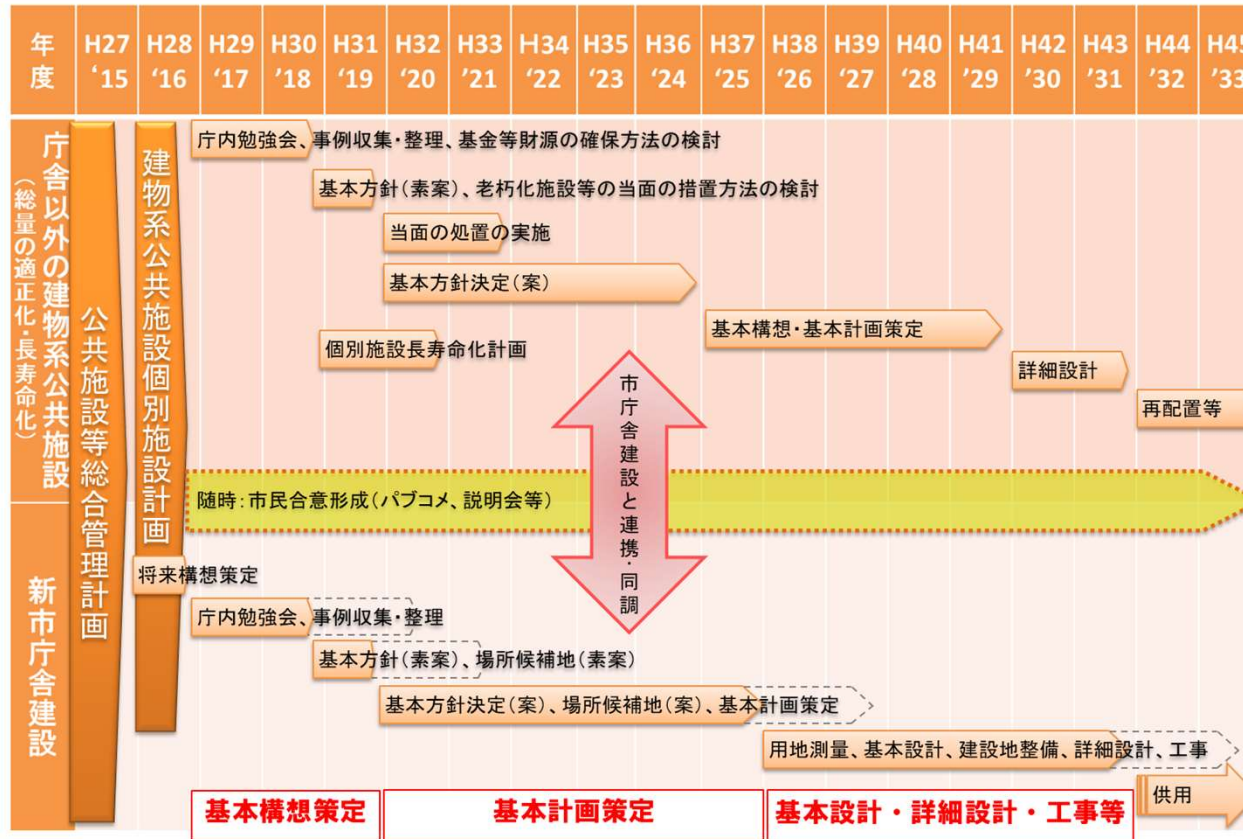 年度 H27 H28 H29 H30 H31 H32 H33 H34 H35 H36 H37 H38 H39 H40 H41 H42 H43 H44 H45
‘15 ’16 ‘17 ’18 ’19 ‘20 ’21 ’22 ’23 ‘24 ’25 ’26 ’27 ’28 ’29 ’30 ’31 ’32 ’33
庁舎以外の建物系公共施設
(総量の適正化・長寿命化)
新市庁舎建設
公共施設等総合管理計画
建物系公共施設個別施設計画
庁内勉強会、事例収集・整理、基金等財源の確保方法の検討
基本方針(素案)、老朽化施設等の当面の措置方法の検討
当面の処置の実施
基本方針決定(案)
基本構想・基本計画策定
個別施設長寿命化計画
詳細設計
再配置等
市庁舎建設と連携・同調
随時:市民合意形成(パブコメ、説明会等)
将来構想策定
庁内勉強会、事例収集・整理
基本方針(素案)、場所候補地(素案)
基本方針決定(案)、場所候補地(案)、基本計画策定
用地測量、基本設計、建設地整備、詳細設計、工事
供用
基本構想策定 基本計画策定 基本設計・詳細設計・工事等